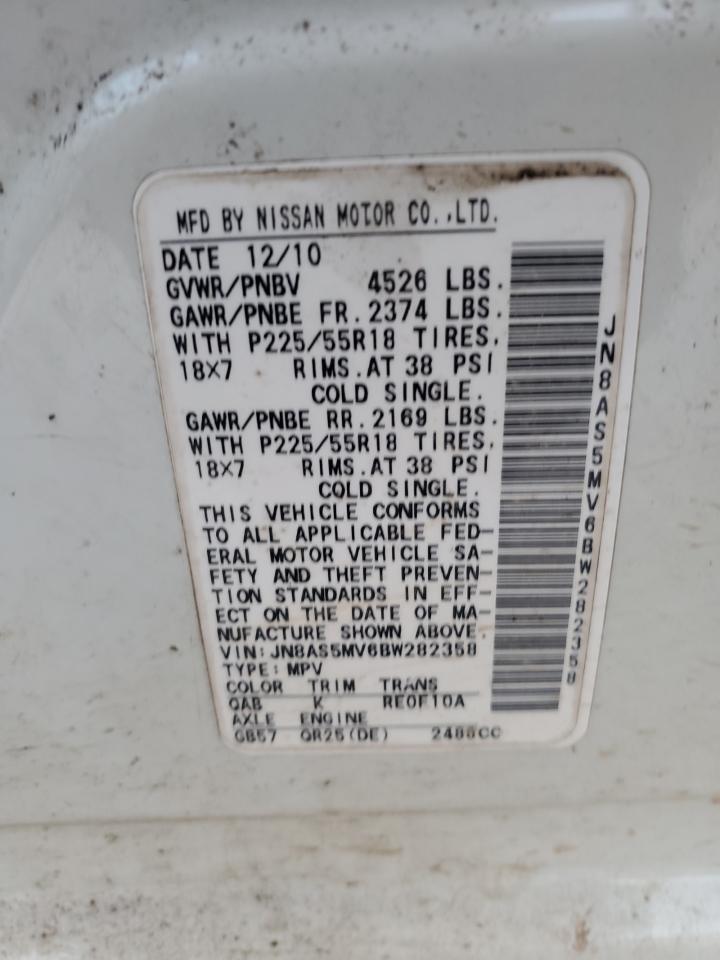 MFD BY NISSAN MOTOR CO.,LTD.
DATE 12/10
GVWR/PNBV 4526 LBS.
GAWR/PNBE FR.2374 LBS.
WITH P225/55R18 TIRES.
18X7 RIMS.AT 38 PSI
COLD SINGLE.
GAWR/PNBE RR.2169 LBS.
WITH P225/55R18 TIRES.
18X7 RIMS.AT 38 PSI
COLD SINGLE.
THIS VEHICLE CONFORMS
TO ALL APPLICABLE FED-
ERAL MOTOR VEHICLE SA-
FETY AND THEFT PREVEN-
TION STANDARDS IN EFF-
ECT ON THE DATE OF MA-
NUFACTURE SHOWN ABOVE.
VIN:JN8AS5MV6BW282358
TYPE:MPV
COLOR TRIM TRANS
QAB K RE0F10A
AXLE ENGINE
GB57 QR25(DE) 2488CC
JN8AS5MV6BW282358